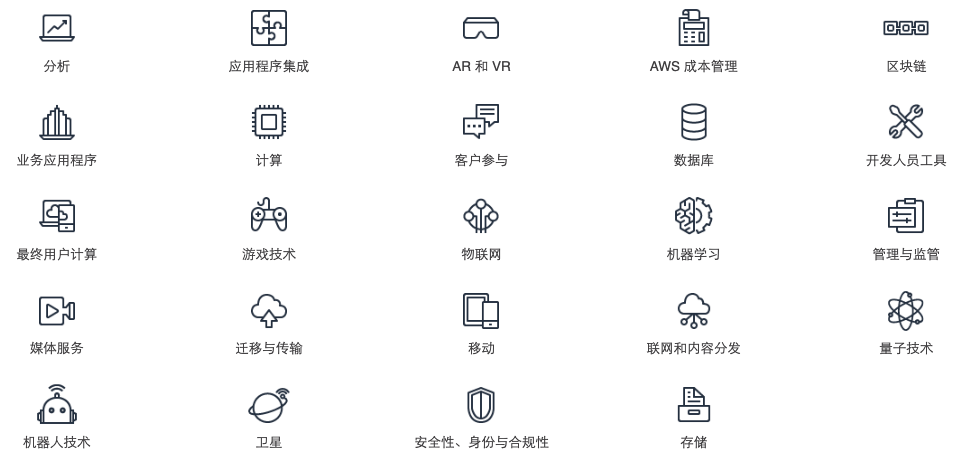 分析
应用程序集成
AR 和 VR
AWS 成本管理
区块链
业务应用程序
计算
客户参与
数据库
开发人员工具
最终用户计算
游戏技术
物联网
机器学习
管理与监管
媒体服务
迁移与传输
移动
联网和内容分发
量子技术
机器人技术
卫星
安全性、身份与合规性
存储